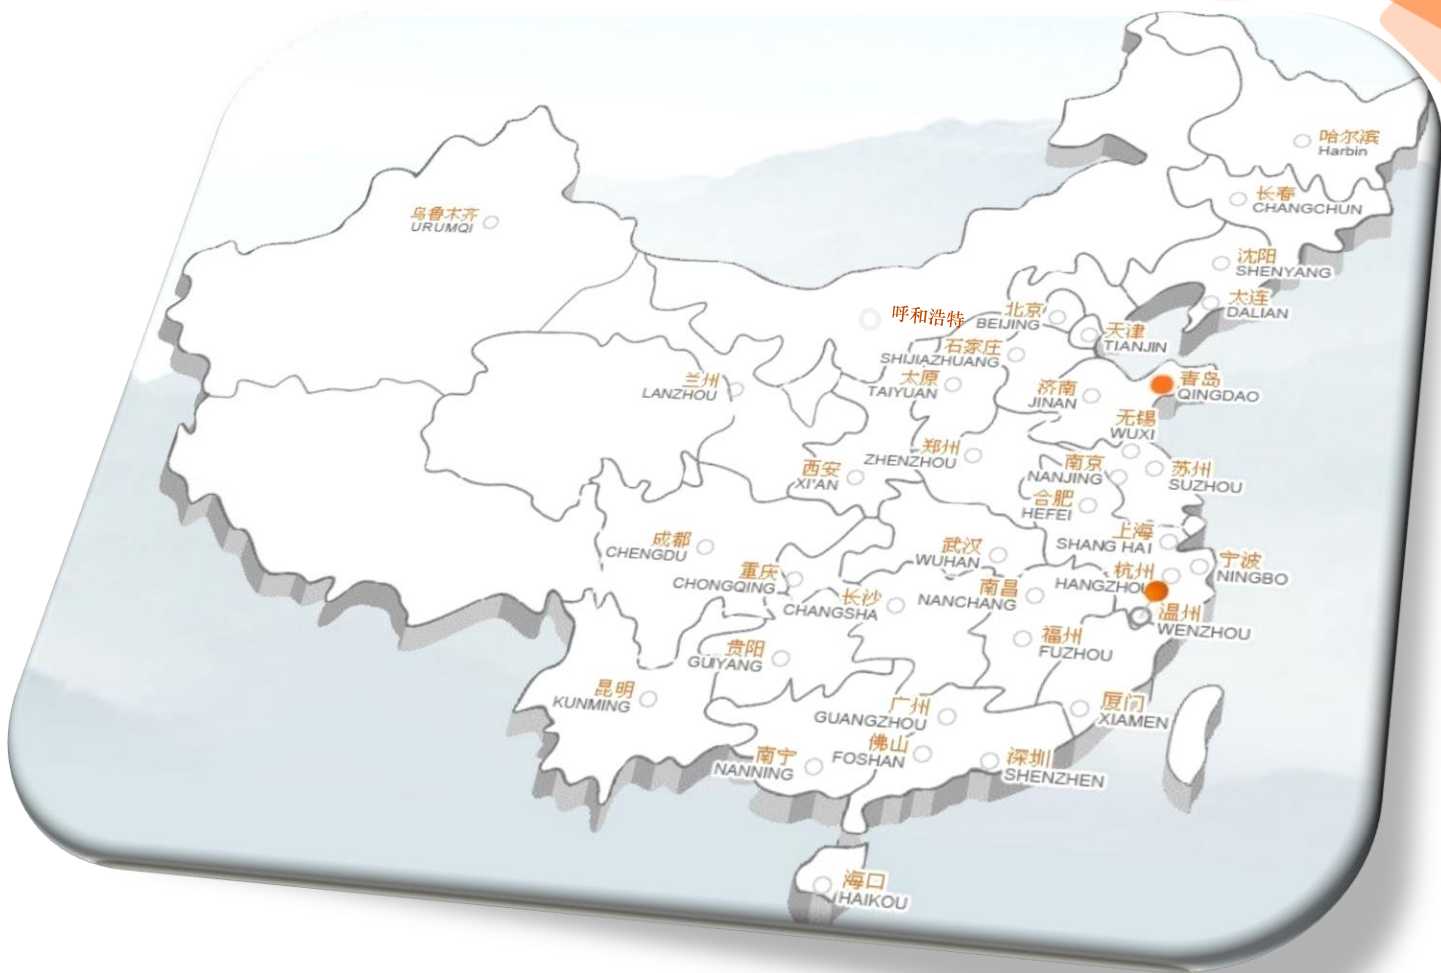 哈尔滨
Harbin
长春
CHANGCHUN
乌鲁木齐
URUMQI
沈阳
SHENYANG
大连
DALIAN
呼和浩特
北京
BEIJING
天津
TIANJIN
石家庄
SHIJIAZHUANG
太原
TAIYUAN
兰州
LANZHOU
济南
JINAN
青岛
QINGDAO
无锡
WUXI
郑州
ZHENZHOU
西安
XI'AN
南京
NANJING
苏州
SUZHOU
合肥
HEFEI
上海
SHANG HAI
成都
CHENGDU
武汉
WUHAN
宁波
NINGBO
重庆
CHONGQING
杭州
HANGZHOU
长沙
CHANGSHA
南昌
NANCHANG
温州
WENZHOU
贵阳
GUIYANG
福州
FUZHOU
昆明
KUNMING
广州
GUANGZHOU
厦门
XIAMEN
佛山
FOSHAN
南宁
NANNING
深圳
SHENZHEN
海口
HAIKOU